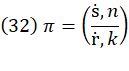 (32) π = (ṡ, n / ṙ, k)